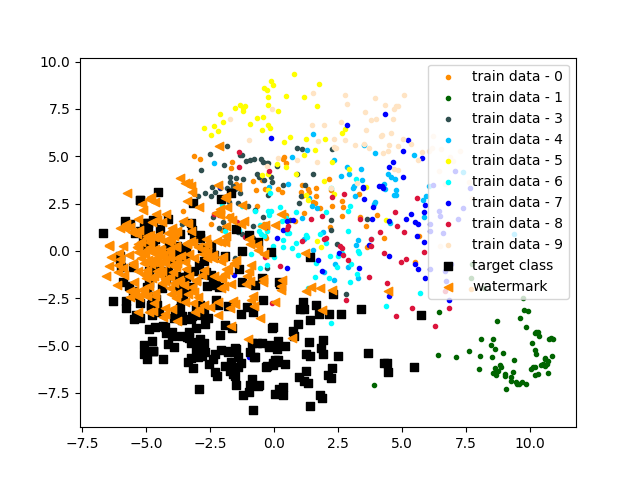 10.0
7.5
5.0
2.5
0.0
−2.5
−5.0
−7.5
−7.5
−5.0
−2.5
0.0
2.5
5.0
7.5
10.0
train data - 0
train data - 1
train data - 3
train data - 4
train data - 5
train data - 6
train data - 7
train data - 8
train data - 9
target class
watermark